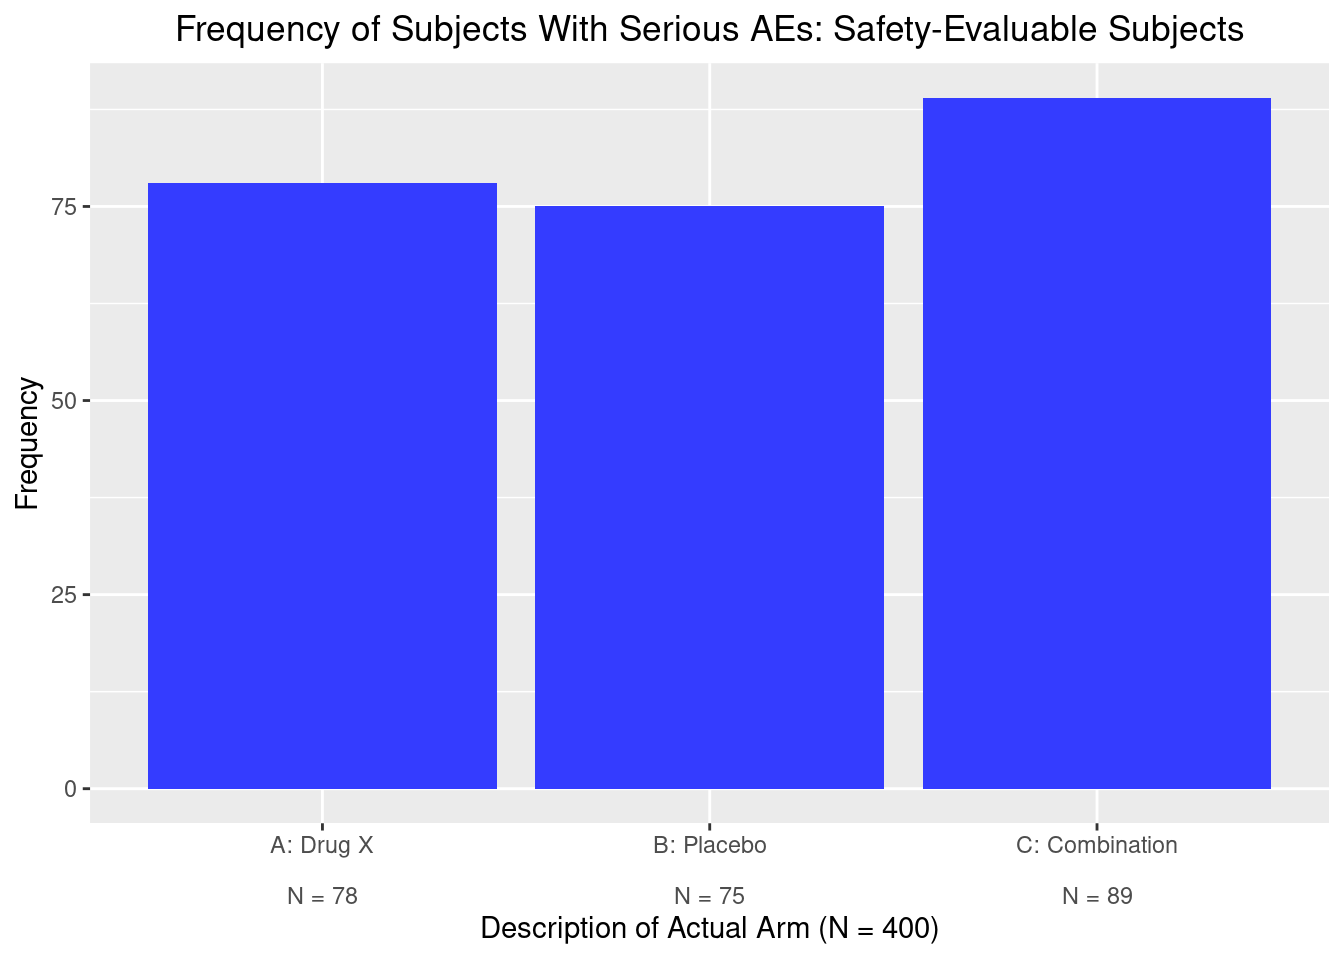 Frequency of Subjects With Serious AEs: Safety-Evaluable Subjects
Frequency
75
50
25
0
A: Drug X
B: Placebo
C: Combination
N = 78
N = 75
N = 89
Description of Actual Arm (N = 400)